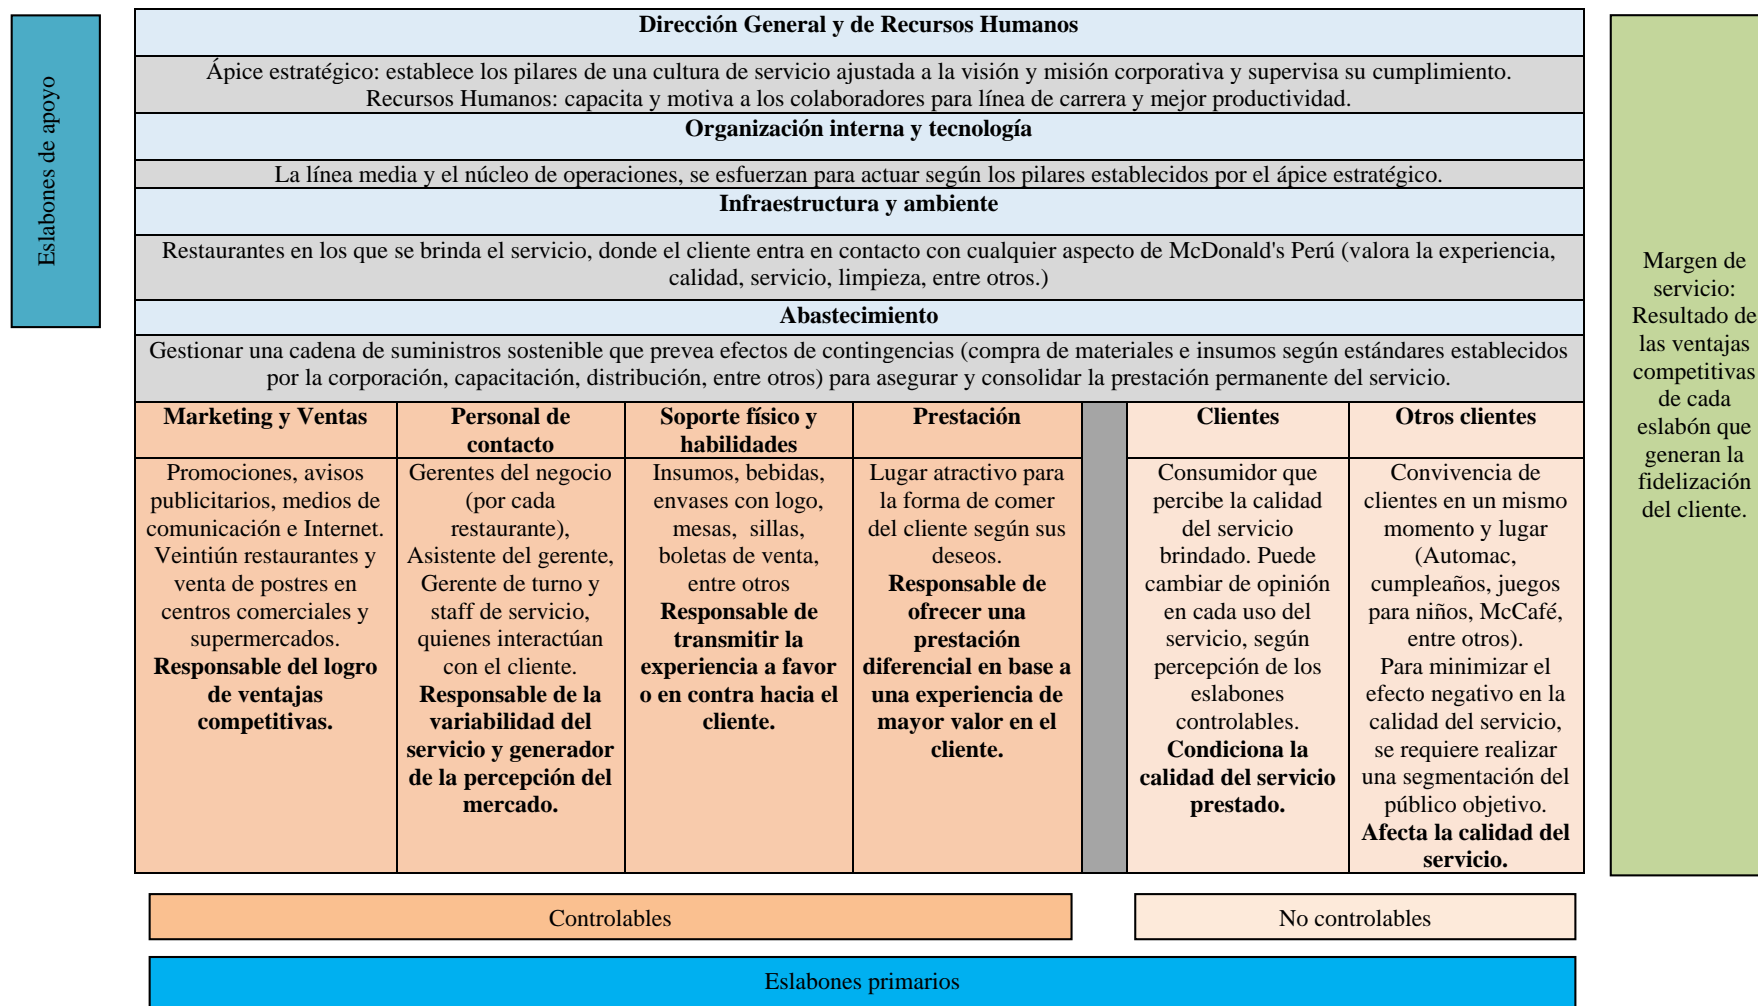 Eslabones de apoyo
Dirección General y de Recursos Humanos
Ápice estratégico: establece los pilares de una cultura de servicio ajustada a la visión y misión corporativa y supervisa su cumplimiento.
Recursos Humanos: capacita y motiva a los colaboradores para línea de carrera y mejor productividad.
Organización interna y tecnología
La línea media y el núcleo de operaciones, se esfuerzan para actuar según los pilares establecidos por el ápice estratégico.
Infraestructura y ambiente
Restaurantes en los que se brinda el servicio, donde el cliente entra en contacto con cualquier aspecto de McDonald's Perú (valora la experiencia,
calidad, servicio, limpieza, entre otros.)
Abastecimiento
Gestionar una cadena de suministros sostenible que prevea efectos de contingencias (compra de materiales e insumos según estándares establecidos
por la corporación, capacitación, distribución, entre otros) para asegurar y consolidar la prestación permanente del servicio.
Marketing y Ventas
Promociones, avisos
publicitarios, medios de
comunicación e Internet.
Veintiún restaurantes y
venta de postres en
centros comerciales y
supermercados.
Responsable del logro
de ventajas
competitivas.
Personal de
contacto
Gerentes del negocio
(por cada
restaurante),
Asistente del gerente,
Gerente de turno y
staff de servicio,
quienes interactúan
con el cliente.
Responsable de la
variabilidad del
servicio y generador
de la percepción del
mercado.
Soporte físico y
habilidades
Insumos, bebidas,
envases con logo,
mesas, sillas,
boletas de venta,
entre otros
Responsable de
transmitir la
experiencia a favor
o en contra hacia el
cliente.
Prestación
Lugar atractivo para
la forma de comer
del cliente según sus
deseos.
Responsable de
ofrecer una
prestación
diferencial en base a
una experiencia de
mayor valor en el
cliente.
Clientes
Consumidor que
percibe la calidad
del servicio
brindado. Puede
cambiar de opinión
en cada uso del
servicio, según
percepción de los
eslabones
controlables.
Condiciona la
calidad del servicio
prestado.
Otros clientes
Convivencia de
clientes en un mismo
momento y lugar
(Automac,
cumpleaños, juegos
para niños, McCafé,
entre otros).
Para minimizar el
efecto negativo en la
calidad del servicio,
se requiere realizar
una segmentación del
público objetivo.
Afecta la calidad del
servicio.
Margen de
servicio:
Resultado de
las ventajas
competitivas
de cada
eslabón que
generan la
fidelización
del cliente.
Controlables
No controlables
Eslabones primarios